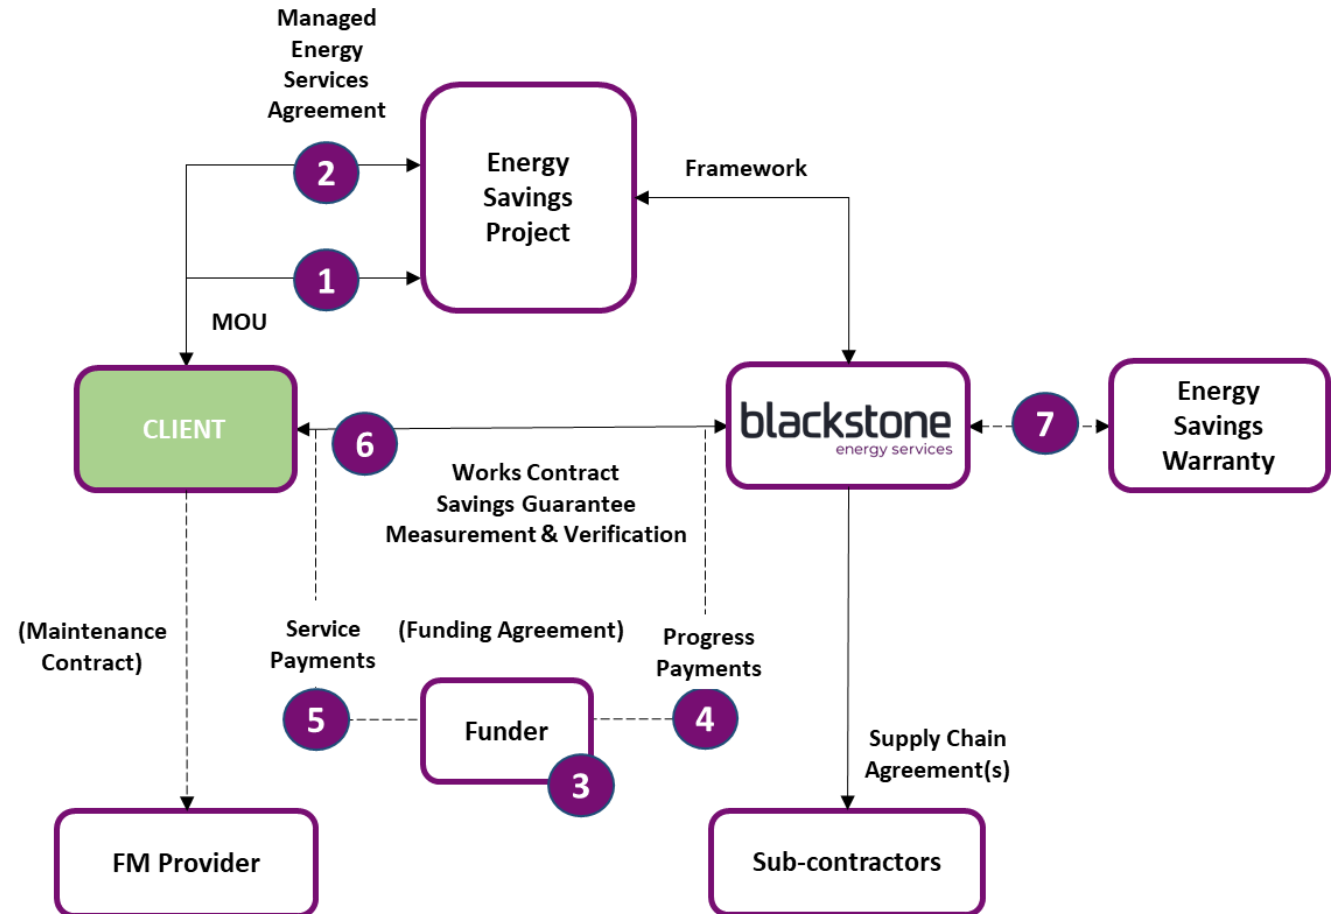 Managed
Energy
Services
Agreement
2
Energy
Savings
Project
Framework
1
MOU
CLIENT
6
blackstone
energy services
7
Energy
Savings
Warranty
Works Contract
Savings Guarantee
Measurement & Verification
(Maintenance
Contract)
Service
Payments
(Funding Agreement)
Progress
Payments
5
Funder
4
3
Supply Chain
Agreement(s)
FM Provider
Sub-contractors